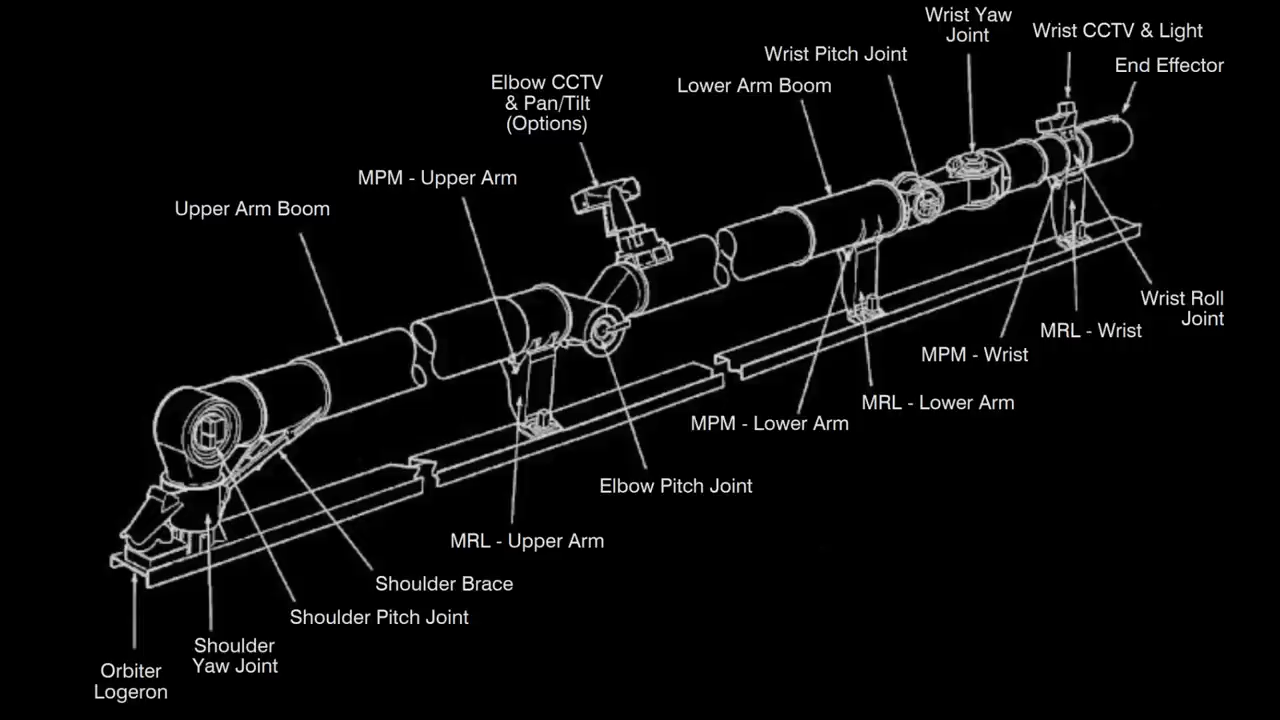 Wrist Yaw
Joint
Wrist CCTV & Light
Wrist Pitch Joint
End Effector
Elbow CCTV
& Pan/Tilt
(Options)
Lower Arm Boom
MPM - Upper Arm
Upper Arm Boom
Wrist Roll
Joint
MRL - Wrist
MPM - Wrist
MRL - Lower Arm
MPM - Lower Arm
Elbow Pitch Joint
MRL - Upper Arm
Shoulder Brace
Shoulder Pitch Joint
Shoulder
Yaw Joint
Orbiter
Logeron